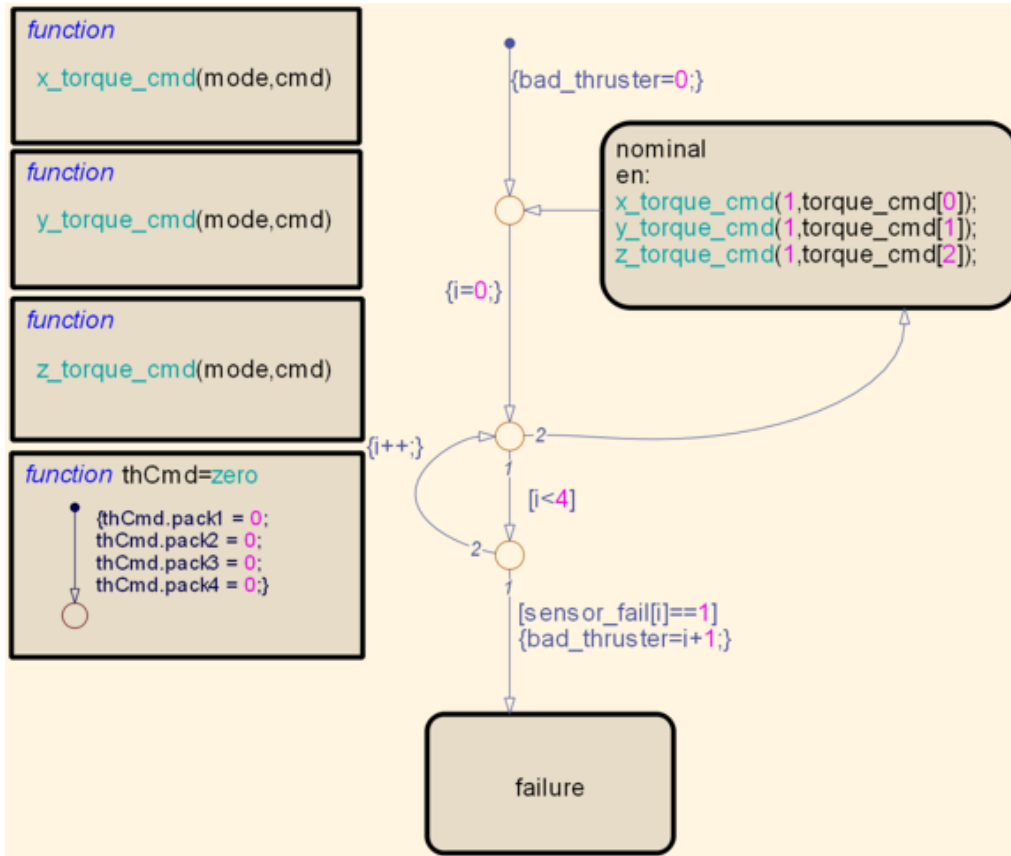 function
x_torque_cmd(mode,cmd)
function
y_torque_cmd(mode,cmd)
function
z_torque_cmd(mode,cmd)
function thCmd=zero
{thCmd.pack1 = 0;
thCmd.pack2 = 0;
thCmd.pack3 = 0;
thCmd.pack4 = 0;}
{bad_thruster=0;}
nominal
en:
x_torque_cmd(1,torque_cmd[0]);
y_torque_cmd(1,torque_cmd[1]);
z_torque_cmd(1,torque_cmd[2]);
{i=0;}
{i++;}
2
1
[i<4]
2
1
[sensor_fail[i]==1]
{bad_thruster=i+1;}
failure